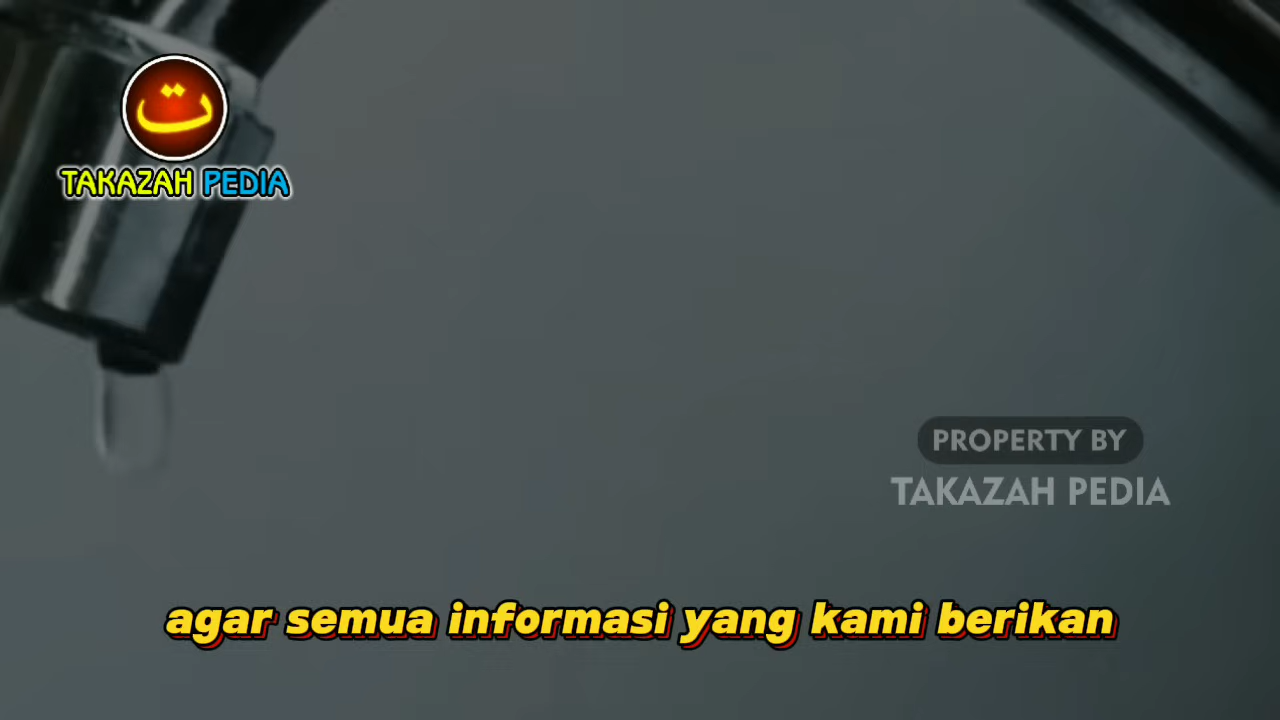 ت
TAKAZAH PEDIA
PROPERTY BY
TAKAZAH PEDIA
agar semua informasi yang kami berikan